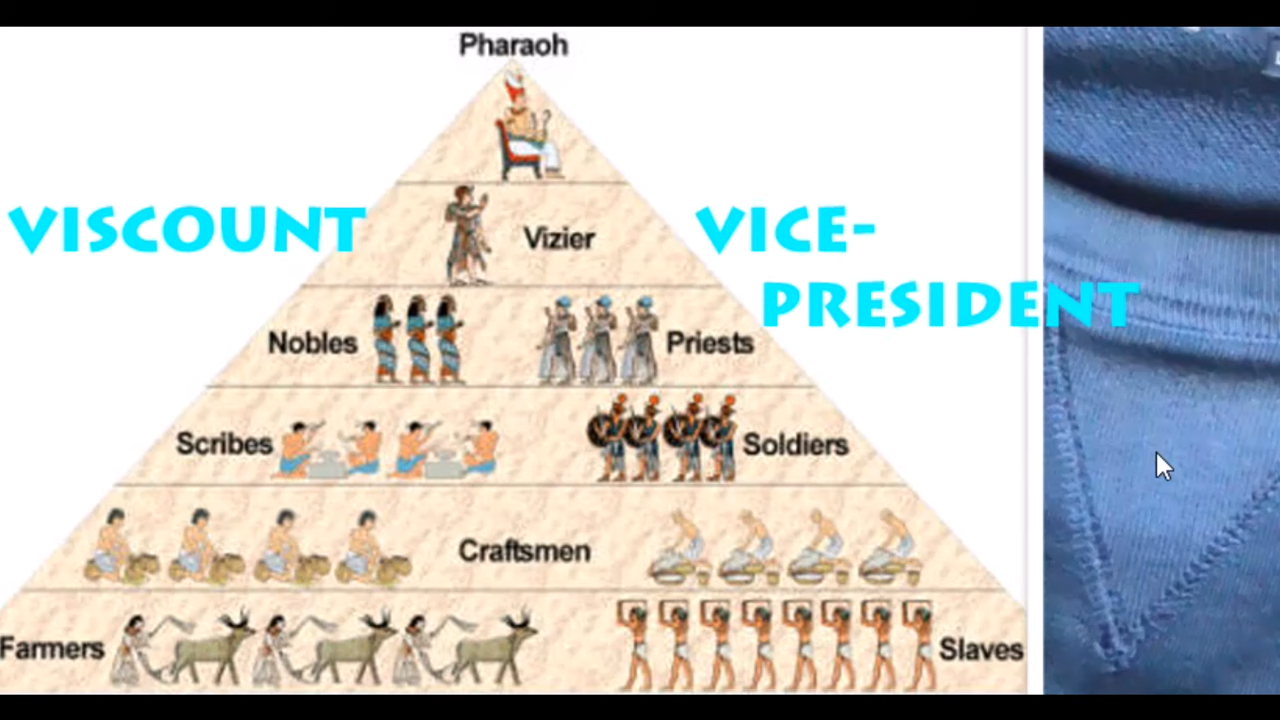 Pharaoh
VISCOUNT
Vizier
VICE-
PRESIDENT
Nobles
Priests
Scribes
Soldiers
Craftsmen
Farmers
Slaves